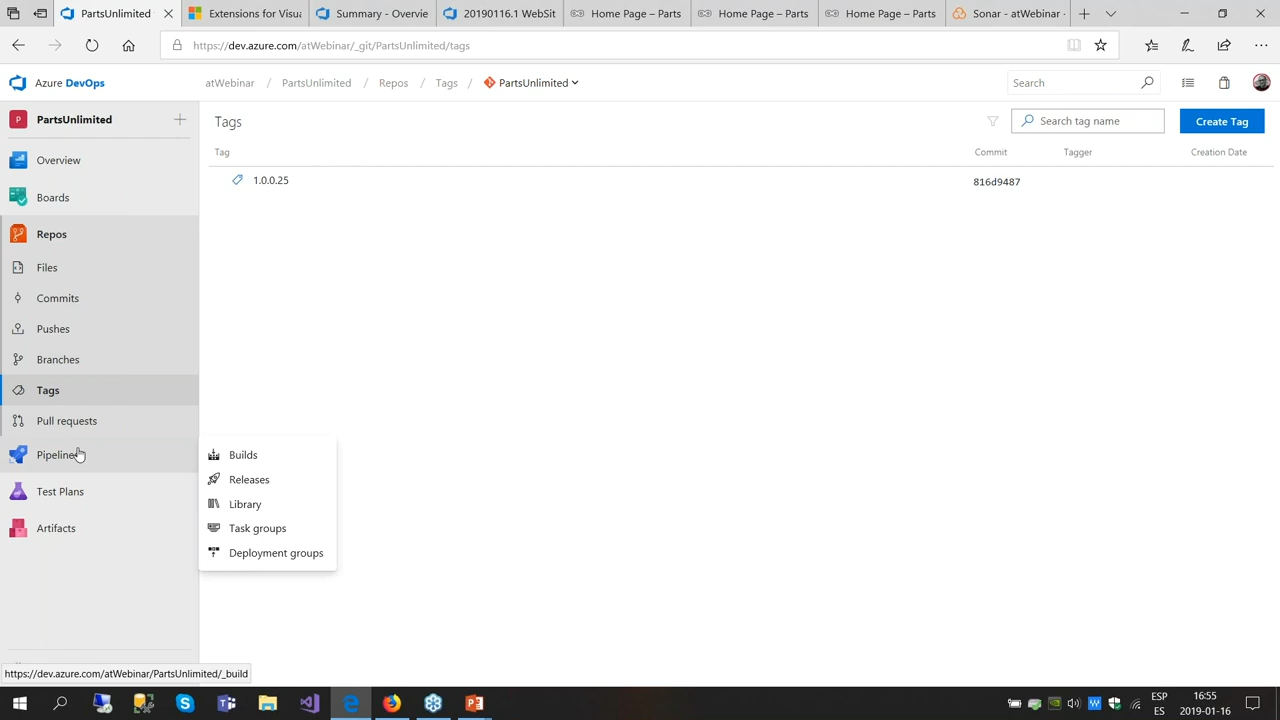 PartsUnlimited
Extensions for Visua
Summary - Overvie
20190116.1 WebSit
Home Page – Parts
Home Page – Parts
Home Page – Parts
Sonar - atWebinar
https://dev.azure.com/atWebinar/_git/PartsUnlimited/tags
Azure DevOps
atWebinar / PartsUnlimited / Repos / Tags / PartsUnlimited
Search
P PartsUnlimited
Tags
Search tag name
Create Tag
Tag
Commit
Tagger
Creation Date
1.0.0.25
816d9487
Overview
Boards
Repos
Files
Commits
Pushes
Branches
Tags
Pull requests
Pipelines
Test Plans
Artifacts
Builds
Releases
Library
Task groups
Deployment groups
https://dev.azure.com/atWebinar/PartsUnlimited/_build
ESP
ES
16:55
2019-01-16